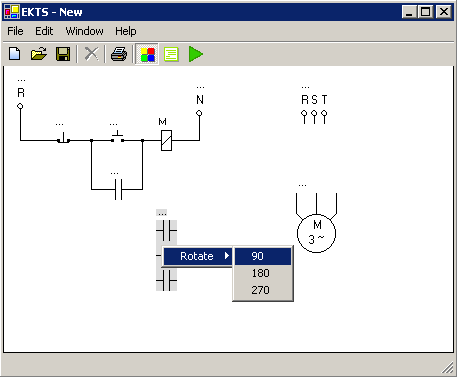 EKTS - New
File Edit Window Help
... ... ...
R N R S T
... ... M
...
... ...
M
3 ~
Rotate 90
180
270